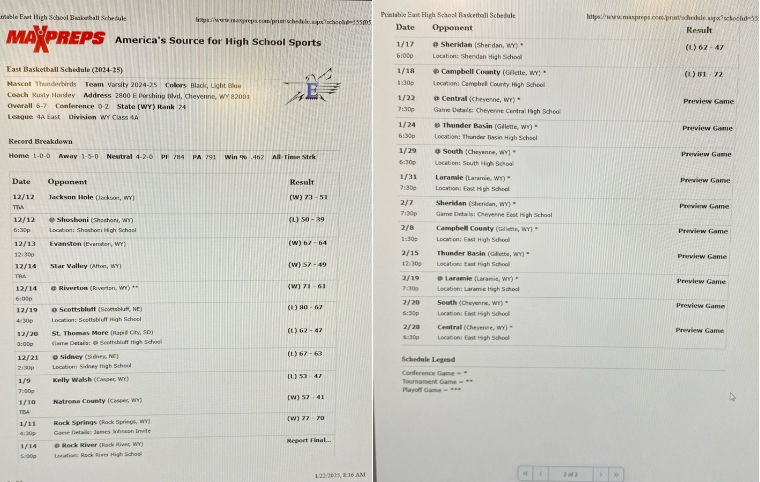 Printable East High School Basketball Schedule
https://www.maxpreps.com/print/schedule.aspx?schoolid=
MAXPREPS America's Source for High School Sports
East Basketball Schedule (2024-25)
Mascot Thunderbirds Team Varsity 2024-25 Colors Black, Light Blue
Coach Rusty Horsley Address 2800 E Pershing Blvd, Cheyenne, WY 82001
Overall 6-7 Conference 0-2 State (WY) Rank 24
League 4A East Division WY Class 4A
E
Record Breakdown
Home 1-0-0 Away 1-5-0 Neutral 4-2-0 PF 784 PA 791 Win % .462 All-Time Strk
Date Opponent Result
12/12 Jackson Hole (Jackson, WY) (W) 73 - 51
TBA
12/12 @ Shoshoni (Shoshoni, WY) (L) 50 - 39
6:30p Location: Shoshoni High School
12/13 Evanston (Evanston, WY) (W) 67 - 64
12:30p
12/14 Star Valley (Afton, WY) (W) 57 - 49
TBA
12/14 @ Riverton (Riverton, WY) ** (W) 71 - 61
6:00p
12/19 @ Scottsbluff (Scottsbluff, NE) (L) 80 - 67
4:30p Location: Scottsbluff High School
12/20 St. Thomas More (Rapid City, SD) (L) 62 - 47
Game Details: @ Scottsbluff High School
12/21 @ Sidney (Sidney, NE) (L) 67 - 63
2:30p Location: Sidney High School
1/9 Kelly Walsh (Casper, WY) (L) 53 - 47
7:00p
1/10 Natrona County (Casper, WY) (W) 57 - 41
TBA
1/11 Rock Springs (Rock Springs, WY) (W) 77 - 70
4:30p Game Details: James Johnson Invite
1/14 @ Rock River (Rock River, WY) Report Final...
5:00p Location: Rock River High School
1/22/2025, 8:36 AM
Printable East High School Basketball Schedule
https://www.maxpreps.com/print/schedule.aspx?schoolid=55
Date Opponent Result
1/17 @ Sheridan (Sheridan, WY) * (L) 62 - 47
6:00p Location: Sheridan High School
1/18 @ Campbell County (Gillette, WY) * (L) 81 - 72
1:30p Location: Campbell County High School
1/22 @ Central (Cheyenne, WY) * Preview Game
7:30p Game Details: Cheyenne Central High School
1/24 @ Thunder Basin (Gillette, WY) * Preview Game
6:30p Location: Thunder Basin High School
1/29 @ South (Cheyenne, WY) * Preview Game
6:30p Location: South High School
1/31 Laramie (Laramie, WY) * Preview Game
7:30p Location: East High School
2/7 Sheridan (Sheridan, WY) * Preview Game
7:30p Game Details: Cheyenne East High School
2/8 Campbell County (Gillette, WY) * Preview Game
1:30p Location: East High School
2/15 Thunder Basin (Gillette, WY) * Preview Game
12:30p Location: East High School
2/19 @ Laramie (Laramie, WY) * Preview Game
7:30p Location: Laramie High School
2/20 South (Cheyenne, WY) * Preview Game
6:30p Location: East High School
2/28 Central (Cheyenne, WY) * Preview Game
6:30p Location: East High School
Schedule Legend
Conference Game = *
Tournament Game = **
Playoff Game = ***
2 of 2